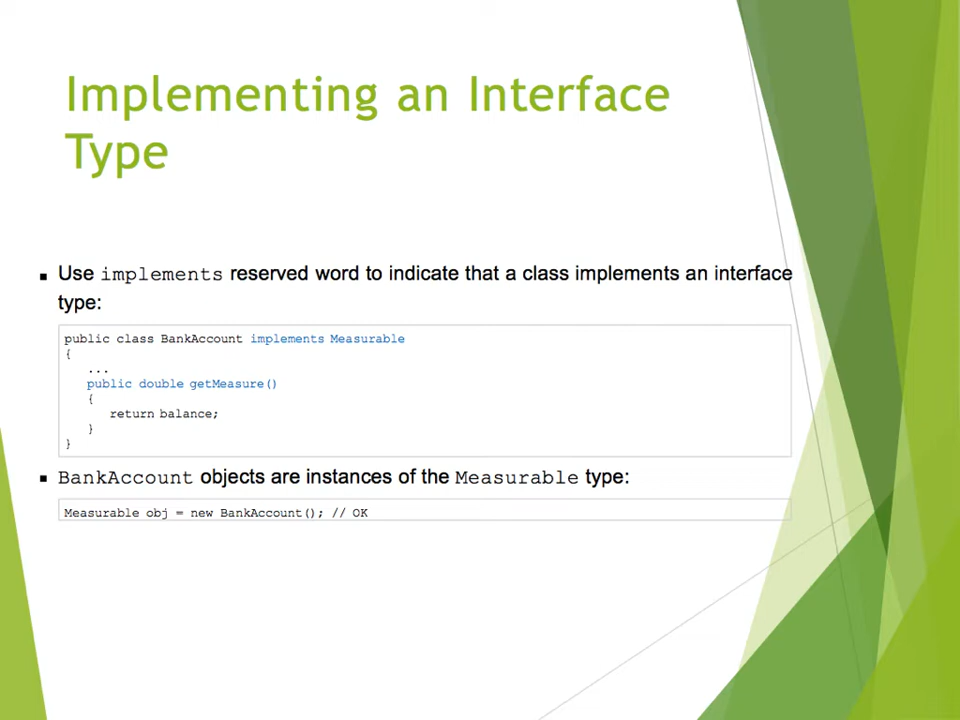 Implementing an Interface
Type
▪ Use implements reserved word to indicate that a class implements an interface
type:
public class BankAccount implements Measurable
{
   ...
   public double getMeasure()
   {
      return balance;
   }
}
▪ BankAccount objects are instances of the Measurable type:
Measurable obj = new BankAccount(); // OK